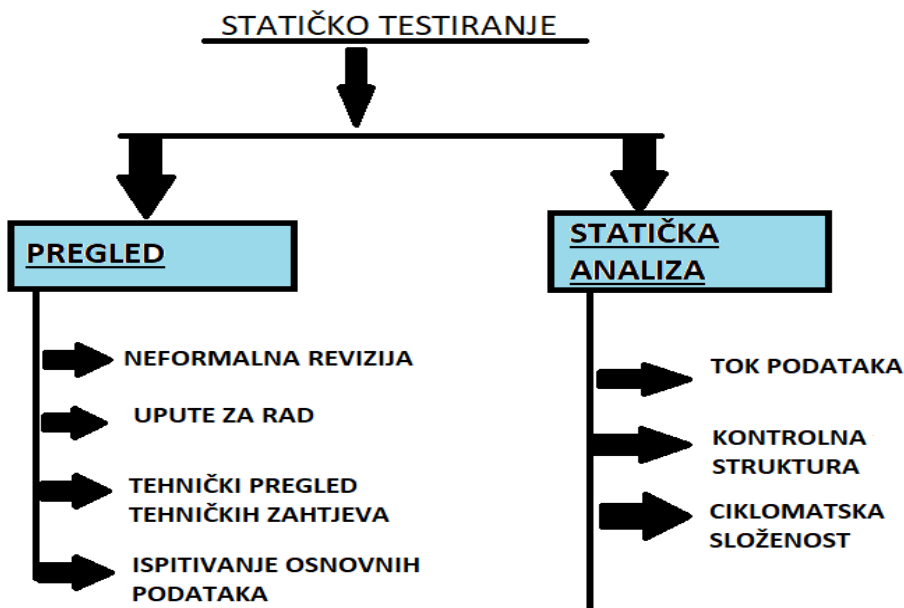 STATIČKO TESTIRANJE
PREGLED
NEFORMALNA REVIZIJA
UPUTE ZA RAD
TEHNIČKI PREGLED
TEHNIČKIH ZAHTJEVA
ISPITIVANJE OSNOVNIH
PODATAKA
STATIČKA
ANALIZA
TOK PODATAKA
KONTROLNA
STRUKTURA
CIKLOMATSKA
SLOŽENOST